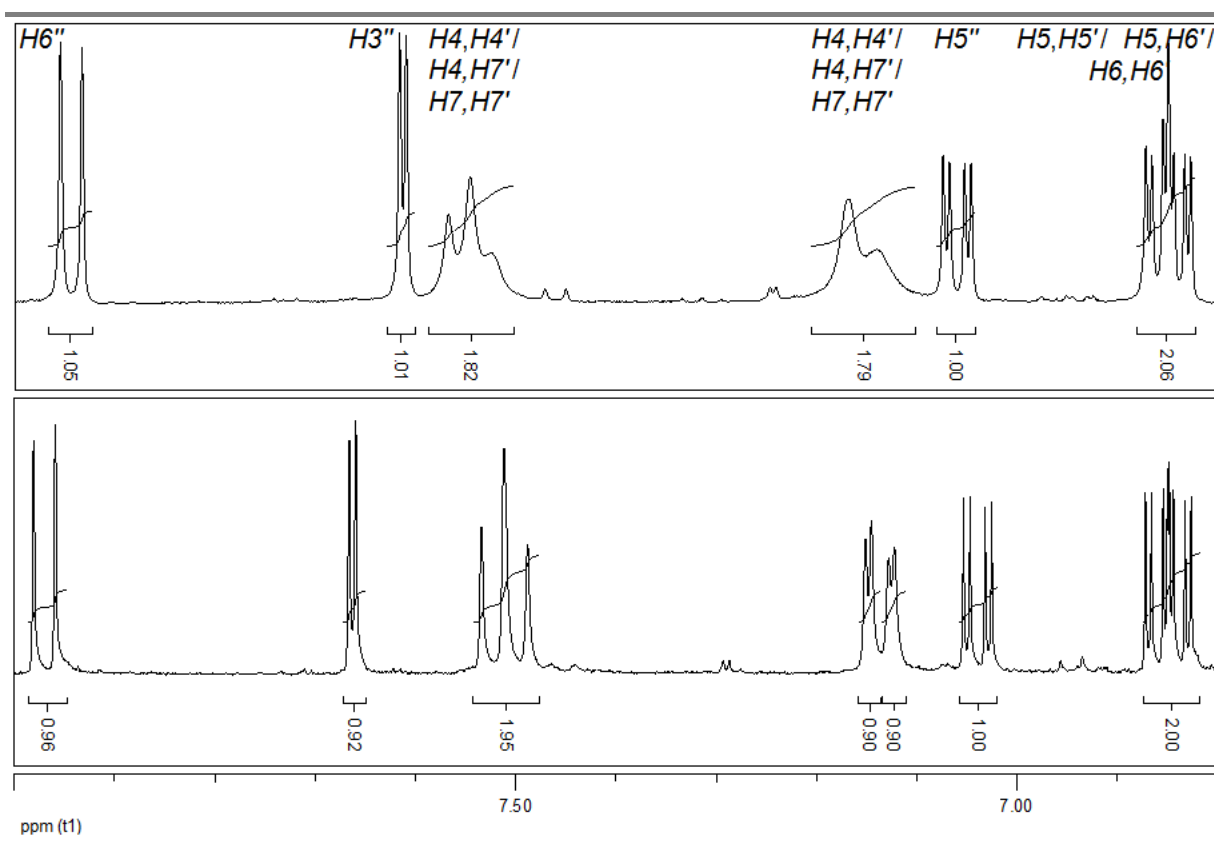 H6" H3" H4,H4'/ H4,H4'/ H5" H5,H5'/ H5,H6'/
H4,H7'/ H4,H7'/ H6,H6'
H7,H7' H7,H7'
1.05 1.01 1.82 1.79 1.00 2.06
0.96 0.92 1.95 0.90 0.90 1.00 2.00
7.50 7.00
ppm (t1)